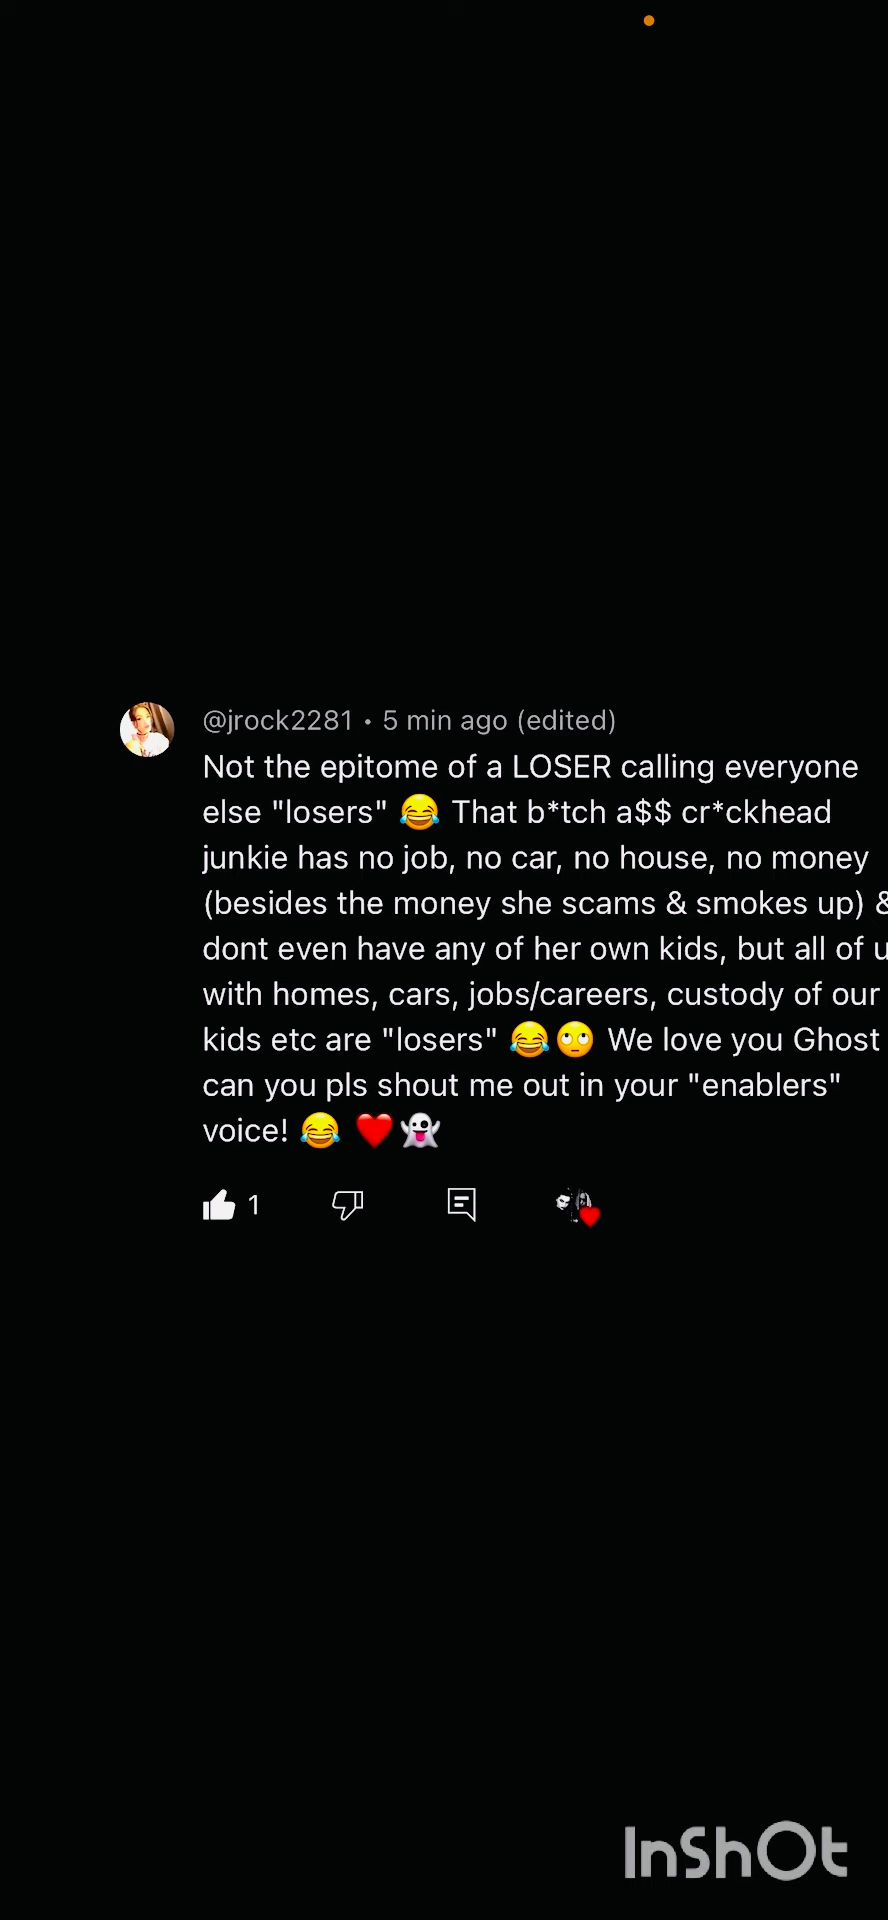 @jrock2281 • 5 min ago (edited)
Not the epitome of a LOSER calling everyone
else "losers" 😂 That b*tch a$$ cr*ckhead
junkie has no job, no car, no house, no money
(besides the money she scams & smokes up) &
dont even have any of her own kids, but all of u
with homes, cars, jobs/careers, custody of our
kids etc are "losers" 😂🙄 We love you Ghost
can you pls shout me out in your "enablers"
voice! 😂 ❤️👻
1
InShOt